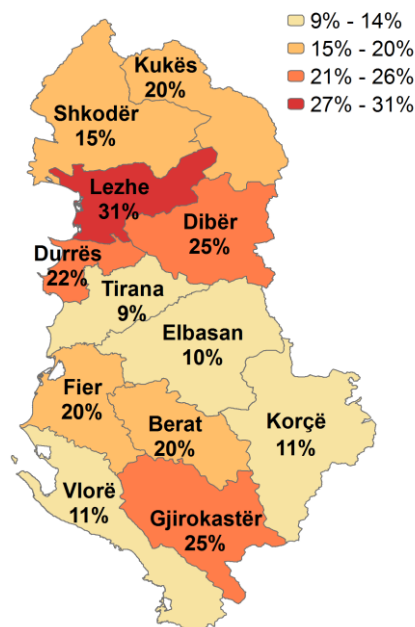 9% - 14%
15% - 20%
21% - 26%
27% - 31%
Kukës
20%
Shkodër
15%
Lezhe
31%
Dibër
25%
Durrës
22%
Tirana
9%
Elbasan
10%
Fier
20%
Berat
20%
Korçë
11%
Vlorë
11%
Gjirokastër
25%